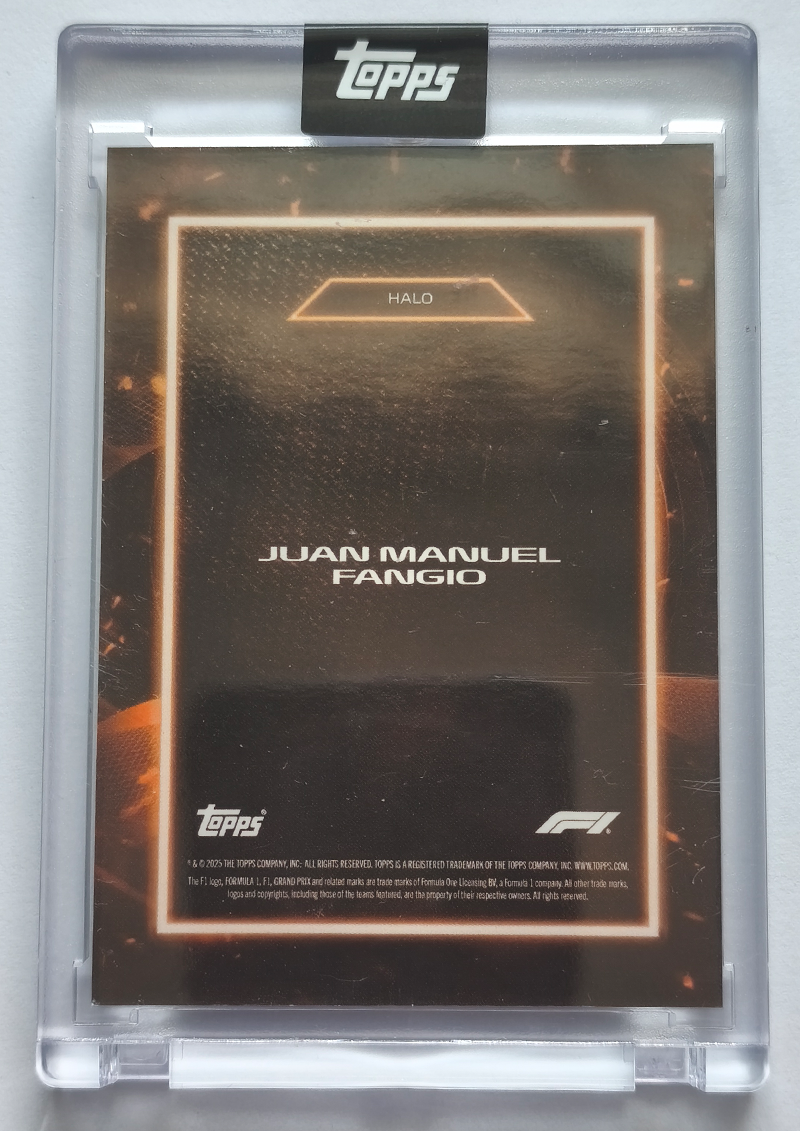 Topps
HALO
JUAN MANUEL
FANGIO
Topps® F1®
® & © 2025 THE TOPPS COMPANY, INC. ALL RIGHTS RESERVED. TOPPS IS A REGISTERED TRADEMARK OF THE TOPPS COMPANY, INC. WWW.TOPPS.COM.
The F1 logo, FORMULA 1, F1, GRAND PRIX and related marks are trade marks of Formula One Licensing BV, a Formula 1 company. All other trade marks,
logos and copyrights, including those of the teams featured, are the property of their respective owners. All rights reserved.